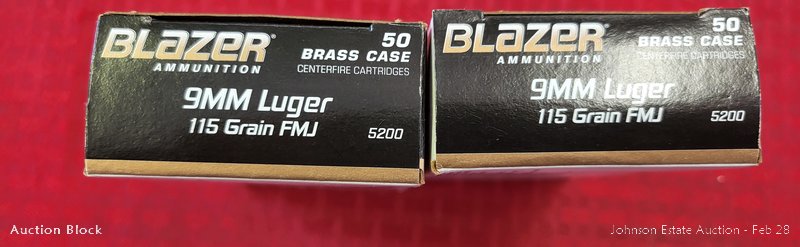 BLAZER®
AMMUNITION
50
BRASS CASE
CENTERFIRE CARTRIDGES
9MM Luger
115 Grain FMJ
5200
BLAZER®
AMMUNITION
50
BRASS CASE
CENTERFIRE CARTRIDGES
9MM Luger
115 Grain FMJ
5200
Auction Block
Johnson Estate Auction - Feb 28